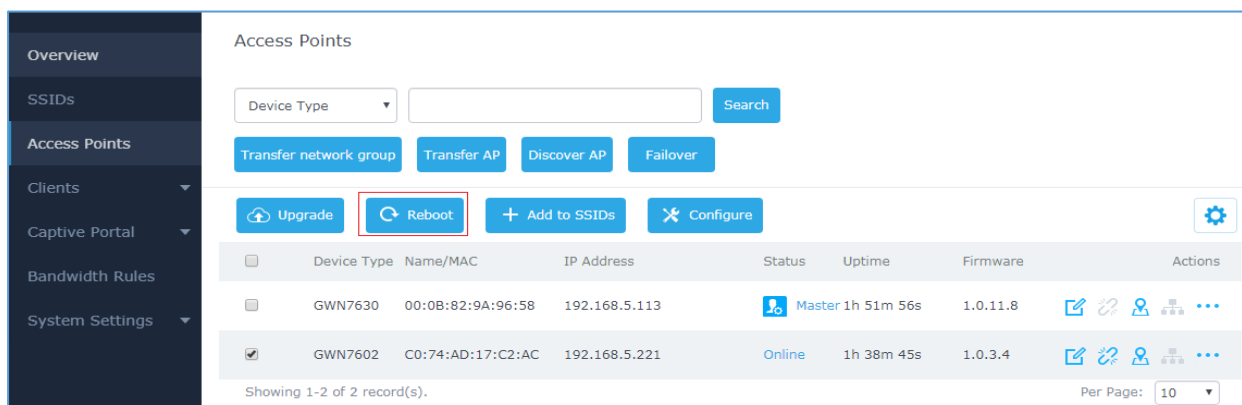 Overview
SSIDs
Access Points
Clients
Captive Portal
Bandwidth Rules
System Settings
Access Points
Device Type Search
Transfer network group Transfer AP Discover AP Failover
Upgrade Reboot + Add to SSIDs Configure
Device Type Name/MAC IP Address Status Uptime Firmware Actions
GWN7630 00:0B:82:9A:96:58 192.168.5.113 Master 1h 51m 56s 1.0.11.8
GWN7602 C0:74:AD:17:C2:AC 192.168.5.221 Online 1h 38m 45s 1.0.3.4
Showing 1-2 of 2 record(s). Per Page: 10